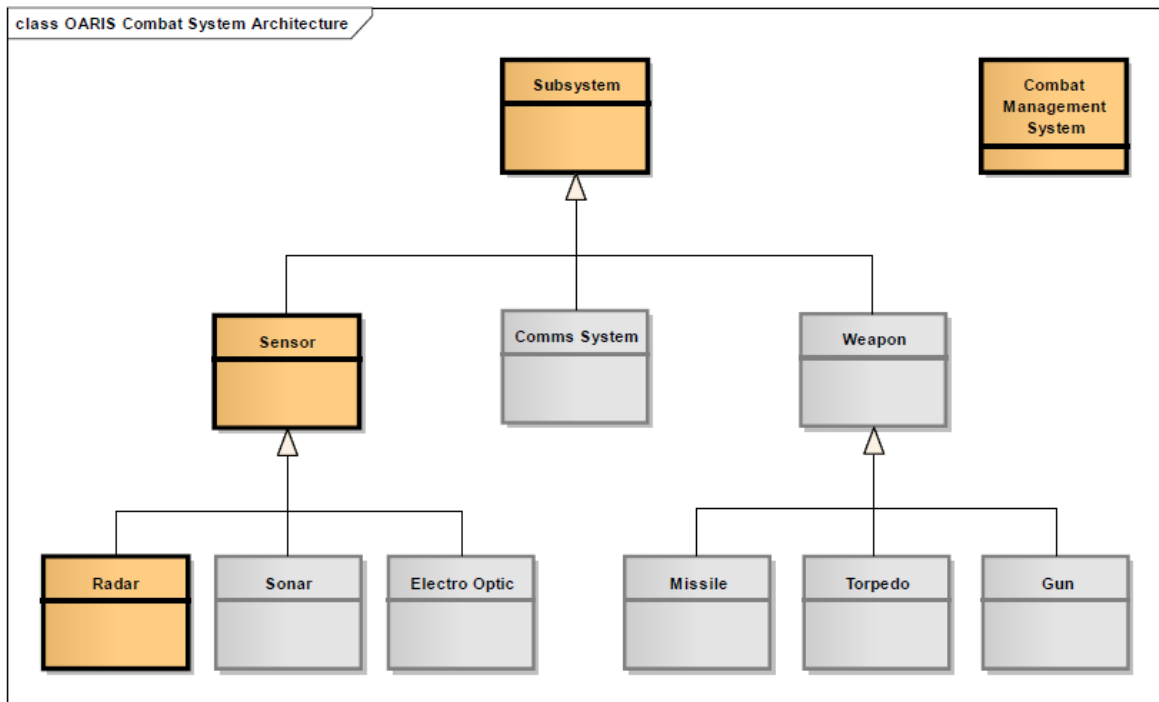 class OARIS Combat System Architecture
Subsystem
Combat
Management
System
Sensor
Comms System
Weapon
Radar
Sonar
Electro Optic
Missile
Torpedo
Gun